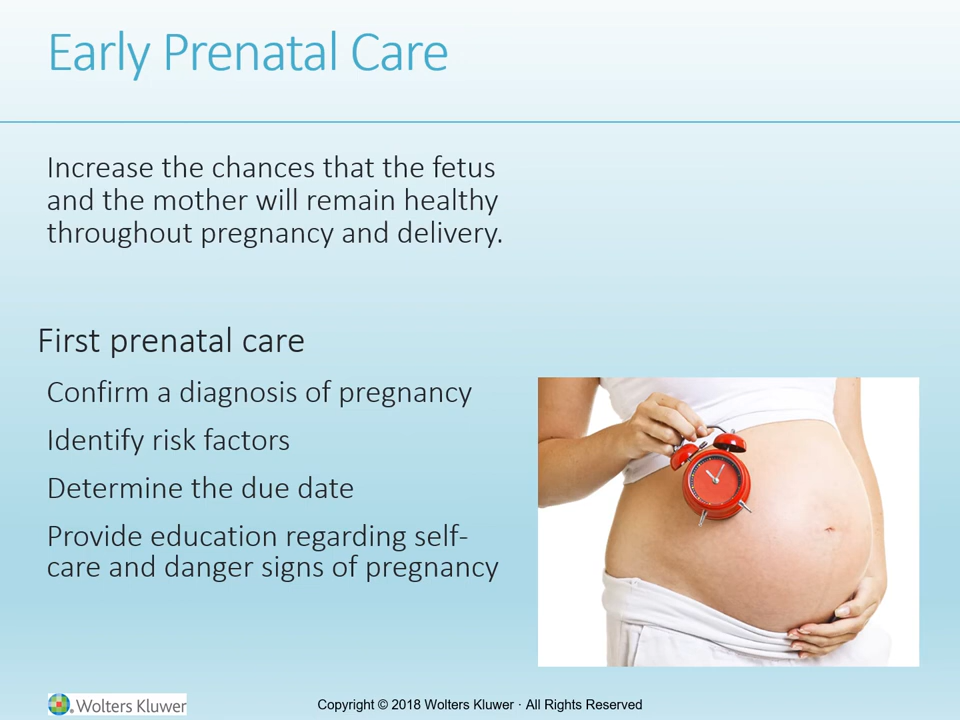 Early Prenatal Care
Increase the chances that the fetus
and the mother will remain healthy
throughout pregnancy and delivery.
First prenatal care
Confirm a diagnosis of pregnancy
Identify risk factors
Determine the due date
Provide education regarding self-
care and danger signs of pregnancy
Wolters Kluwer
Copyright © 2018 Wolters Kluwer · All Rights Reserved